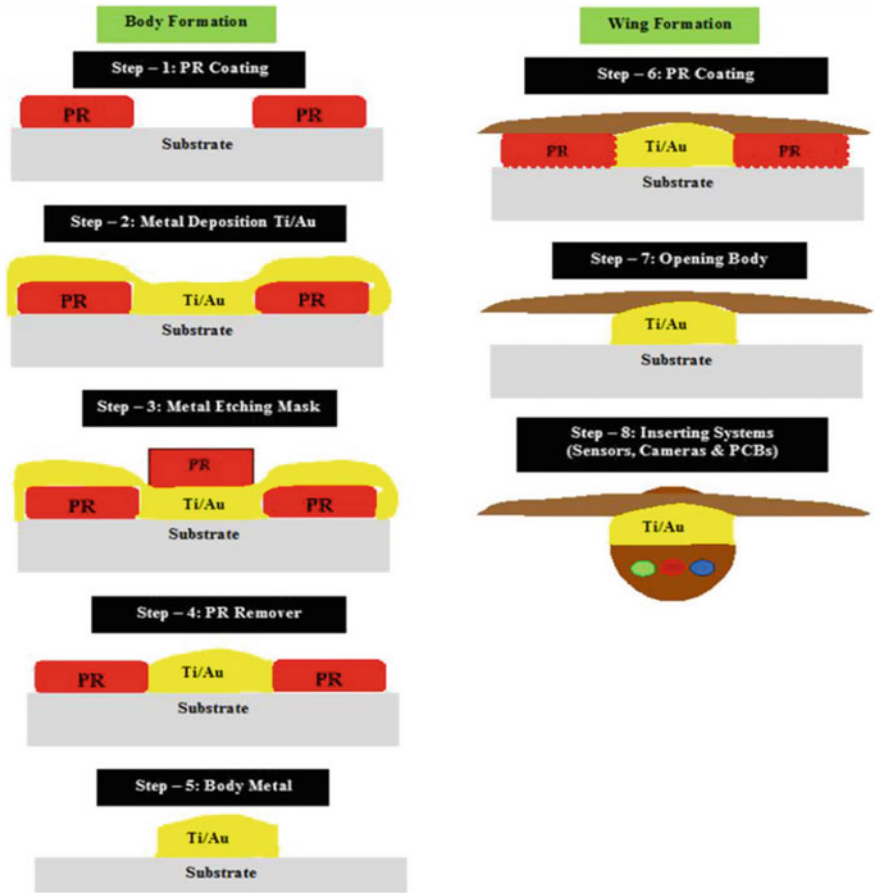 Body Formation
Step – 1: PR Coating
PR PR
Substrate
Step – 2: Metal Deposition Ti/Au
PR Ti/Au PR
Substrate
Step – 3: Metal Etching Mask
PR
PR Ti/Au PR
Substrate
Step – 4: PR Remover
PR Ti/Au PR
Substrate
Step – 5: Body Metal
Ti/Au
Substrate
Wing Formation
Step – 6: PR Coating
PR Ti/Au PR
Substrate
Step – 7: Opening Body
Ti/Au
Substrate
Step – 8: Inserting Systems
(Sensors, Cameras & PCBs)
Ti/Au